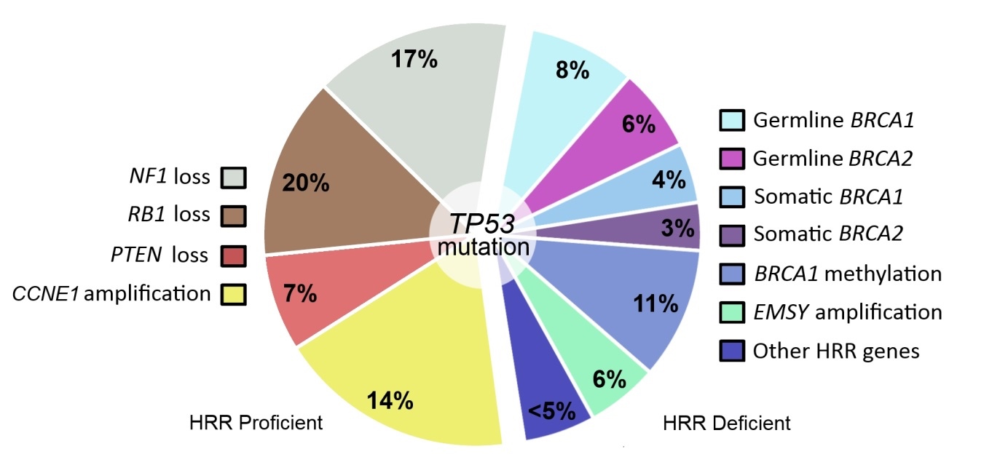 17%
8%
6%
4%
3%
11%
6%
<5%
14%
7%
20%
TP53
mutation
NF1 loss
RB1 loss
PTEN loss
CCNE1 amplification
HRR Proficient
Germline BRCA1
Germline BRCA2
Somatic BRCA1
Somatic BRCA2
BRCA1 methylation
EMSY amplification
Other HRR genes
HRR Deficient